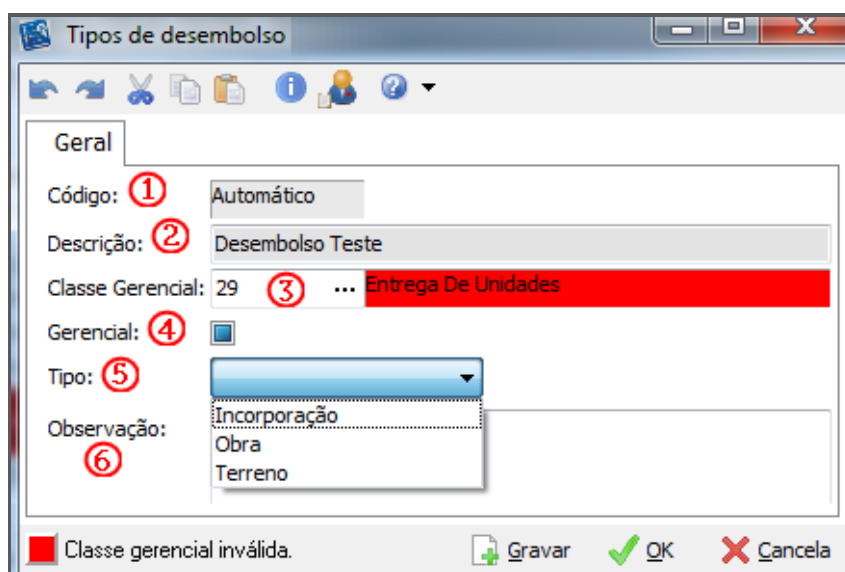 Tipos de desembolso
Geral
Código: 1 Automático
Descrição: 2 Desembolso Teste
Classe Gerencial: 29 3 ... Entrega De Unidades
Gerencial: 4
Tipo: 5
Incorporação
Observação:
Obra
6
Terreno
Classe gerencial inválida. Gravar OK Cancela